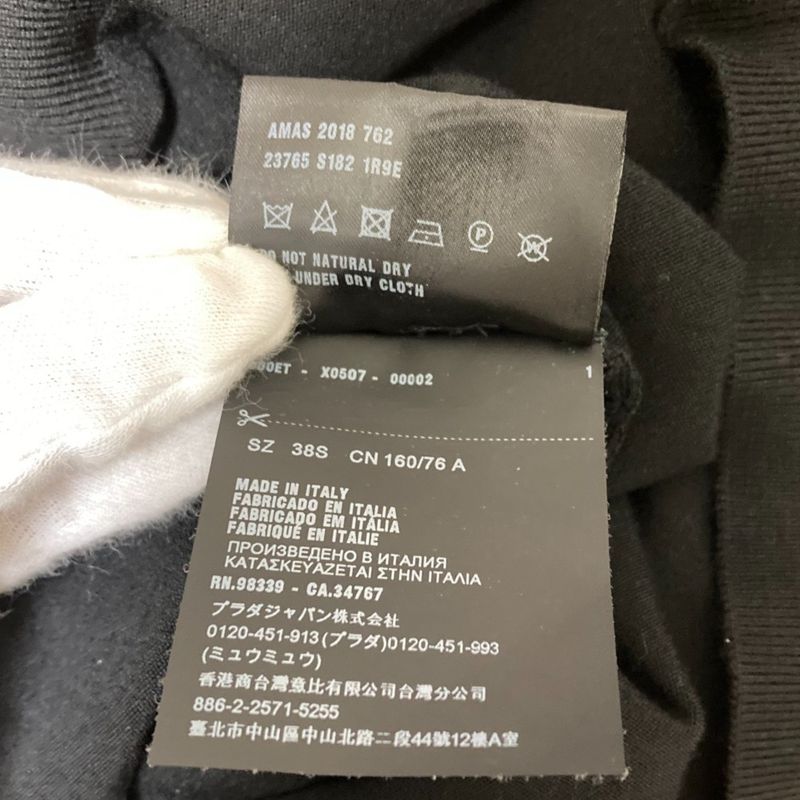 AMAS 2018 762
23765 S182 1R9E
P
W
NOT NATURAL DRY
UNDER DRY CLOTH
00ET - X0507 - 00002 1
SZ 38S CN 160/76 A
MADE IN ITALY
FABRICADO EN ITALIA
FABRICADO EM ITÁLIA
FABRIQUÉ EN ITALIE
ПРОИЗВЕДЕНО В ИТАЛИЯ
ΚΑΤΑΣΚΕΥΑΖΕΤΑΙ ΣΤΗΝ ΙΤΑΛΙΑ
RN.98339 - CA.34767
プラダジャパン株式会社
0120-451-913(プラダ)0120-451-993
(ミュウミュウ)
香港商台灣意比有限公司台灣分公司
886-2-2571-5255
臺北市中山區中山北路二段44號12樓A室